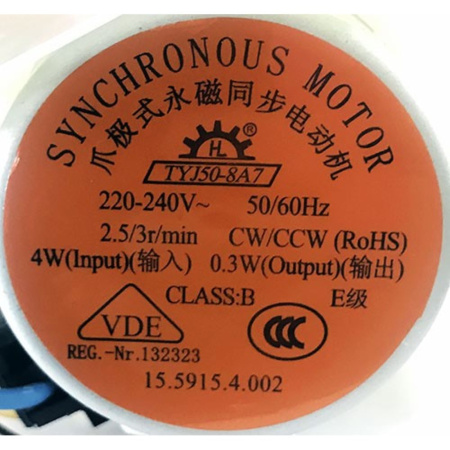 SYNCHRONOUS MOTOR
爪极式永磁同步电动机
HL ®
TYJ50-8A7
220-240V~ 50/60Hz
2.5/3r/min CW/CCW (RoHS)
4W(Input)(输入) 0.3W(Output)(输出)
CLASS:B E级
VDE CCC
REG.-Nr.132323
15.5915.4.002